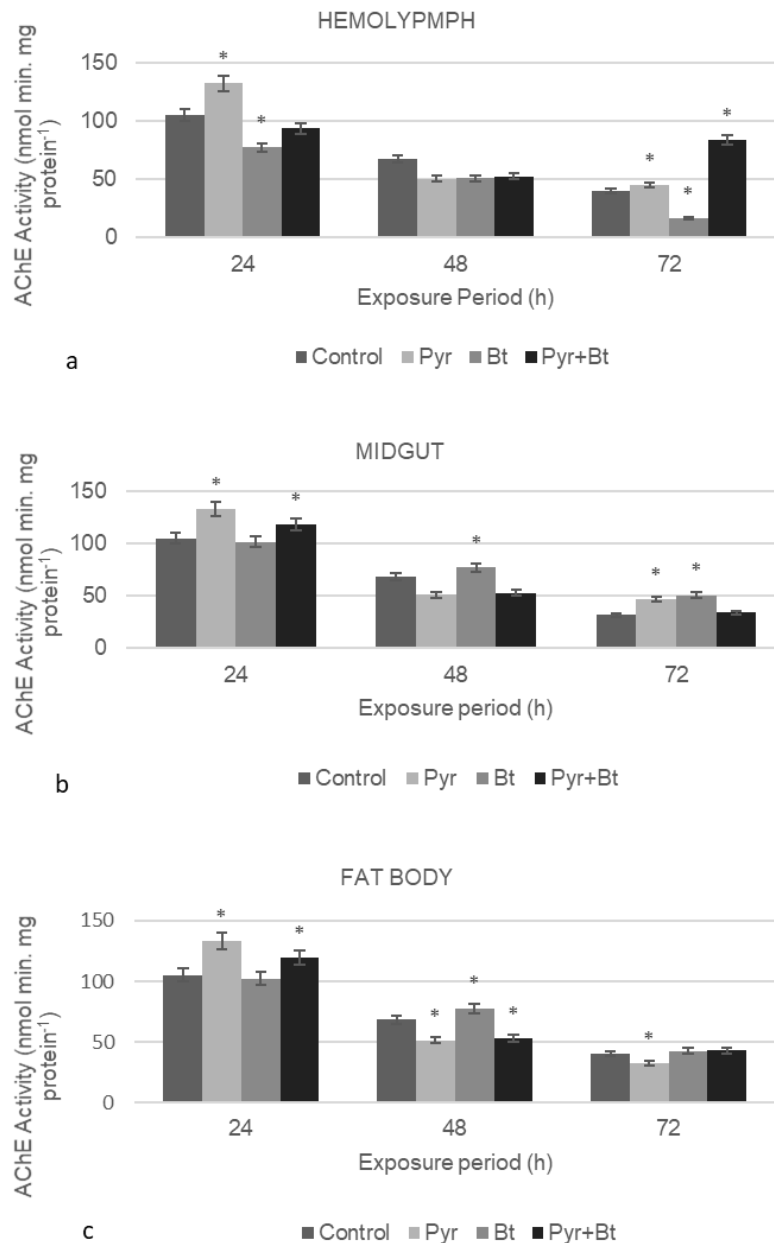 HEMOLYPMPH
AChE Activity (nmol min. mg
protein⁻¹)
150
100
50
0
*
*
*
*
*
24 48 72
Exposure Period (h)
Control Pyr Bt Pyr+Bt
a
MIDGUT
AChE Activity (nmol min. mg
protein⁻¹)
150
100
50
0
* *
*
* *
24 48 72
Exposure period (h)
Control Pyr Bt Pyr+Bt
b
FAT BODY
AChE Activity (nmol min. mg
protein⁻¹)
150
100
50
0
* *
* * *
*
24 48 72
Exposure period (h)
Control Pyr Bt Pyr+Bt
c